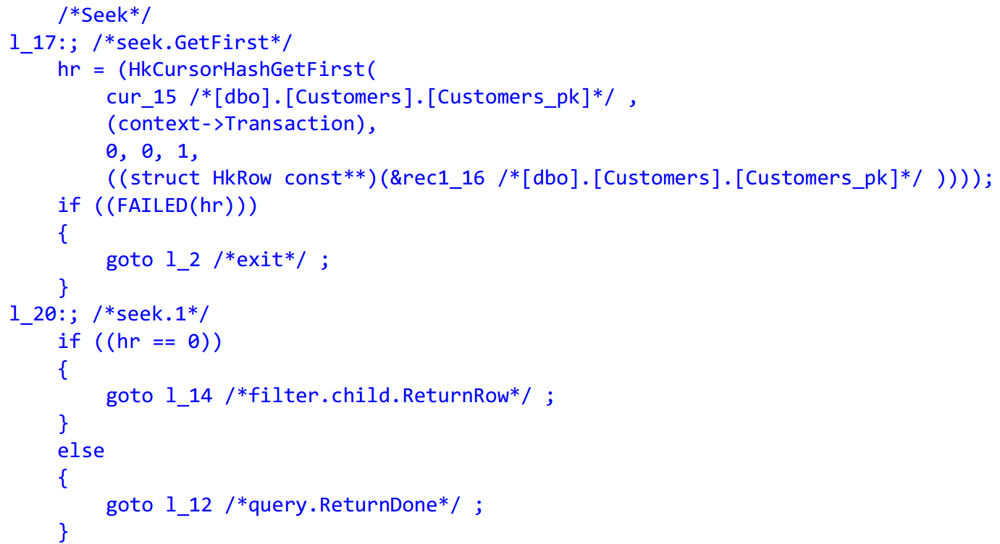 /*Seek*/
l_17:; /*seek.GetFirst*/
    hr = (HkCursorHashGetFirst(
        cur_15 /*[dbo].[Customers].[Customers_pk]*/ ,
        (context->Transaction),
        0, 0, 1,
        ((struct HkRow const**)(&rec1_16 /*[dbo].[Customers].[Customers_pk]*/ ))));
    if ((FAILED(hr)))
    {
        goto l_2 /*exit*/ ;
    }
l_20:; /*seek.1*/
    if ((hr == 0))
    {
        goto l_14 /*filter.child.ReturnRow*/ ;
    }
    else
    {
        goto l_12 /*query.ReturnDone*/ ;
    }